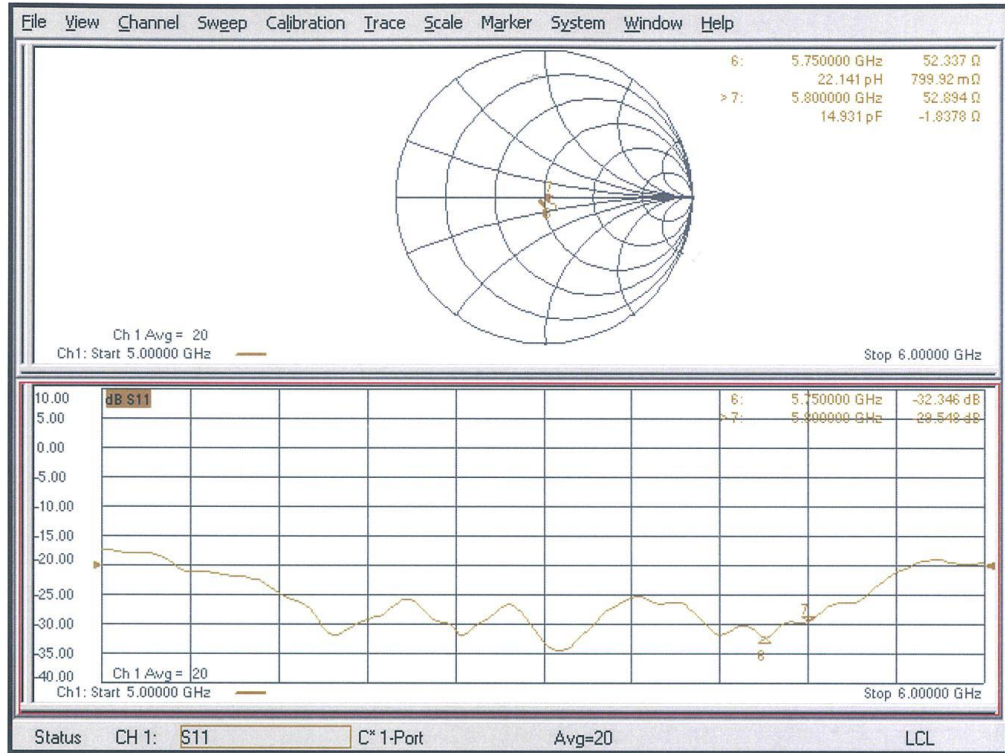 File View Channel Sweep Calibration Trace Scale Marker System Window Help
6: 5.750000 GHz 52.337 Ω
22.141 pH 799.92 mΩ
> 7: 5.800000 GHz 52.894 Ω
14.931 pF -1.8378 Ω
Ch 1 Avg = 20
Ch1: Start 5.00000 GHz
Stop 6.00000 GHz
10.00 dB S11
6: 5.750000 GHz -32.346 dB
> 7: 5.800000 GHz -29.548 dB
5.00
0.00
-5.00
-10.00
-15.00
-20.00
-25.00
-30.00
-35.00
-40.00
7
6
Ch 1 Avg = 20
Ch1: Start 5.00000 GHz
Stop 6.00000 GHz
Status CH 1: S11 C* 1-Port Avg=20 LCL